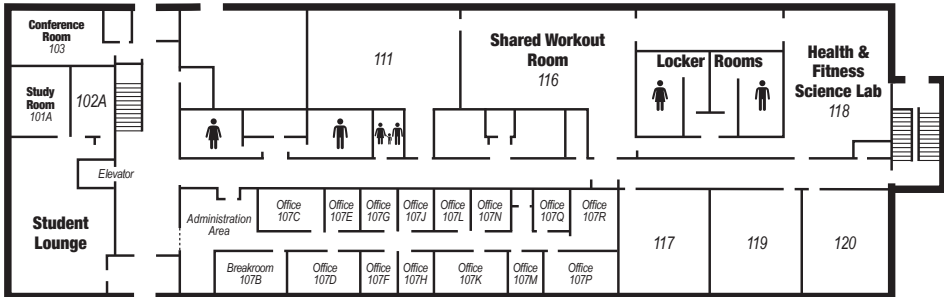 Conference
Room
103
Study
Room
101A
102A
Elevator
Student
Lounge
111
Shared Workout
Room
116
Locker Rooms
Health &
Fitness
Science Lab
118
Administration
Area
Office
107C
Office
107E
Office
107G
Office
107J
Office
107L
Office
107N
Office
107Q
Office
107R
Breakroom
107B
Office
107D
Office
107F
Office
107H
Office
107K
Office
107M
Office
107P
117
119
120